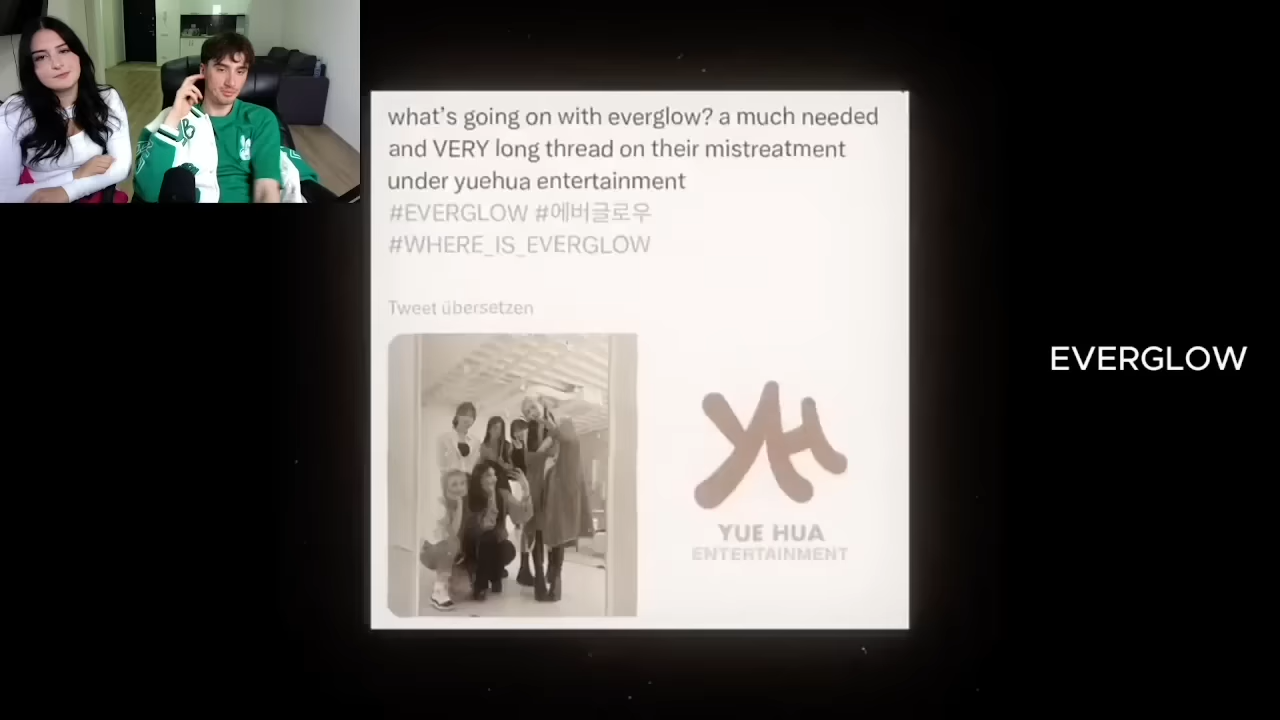 what's going on with everglow? a much needed
and VERY long thread on their mistreatment
under yuehua entertainment
#EVERGLOW #에버글로우
#WHERE_IS_EVERGLOW
Tweet übersetzen
YUE HUA
ENTERTAINMENT
EVERGLOW